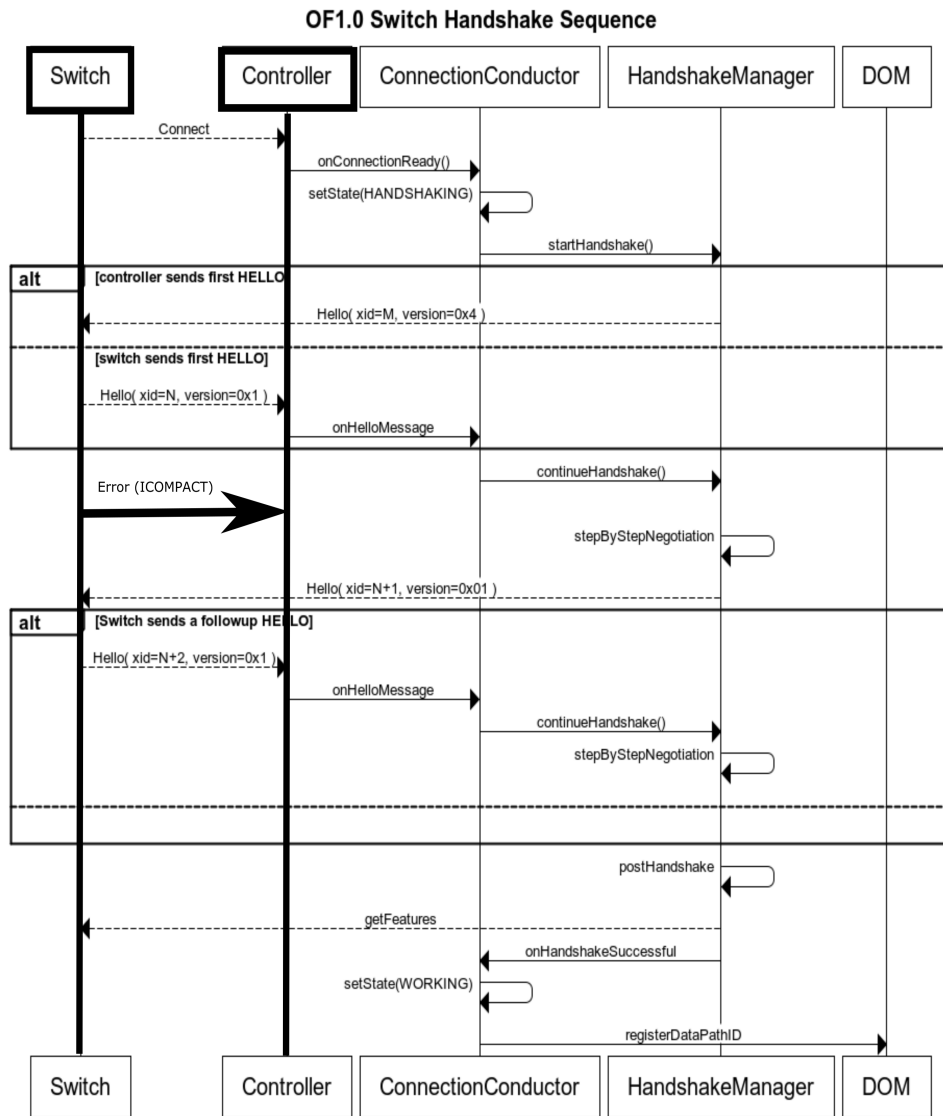 OF1.0 Switch Handshake Sequence
Switch Controller ConnectionConductor HandshakeManager DOM
Connect
onConnectionReady()
setState(HANDSHAKING)
startHandshake()
alt [controller sends first HELLO
Hello( xid=M, version=0x4 )
[switch sends first HELLO]
Hello( xid=N, version=0x1 )
onHelloMessage
continueHandshake()
Error (ICOMPACT)
stepByStepNegotiation
Hello( xid=N+1, version=0x01 )
alt [Switch sends a followup HELLO]
Hello( xid=N+2, version=0x1 )
onHelloMessage
continueHandshake()
stepByStepNegotiation
postHandshake
getFeatures
onHandshakeSuccessful
setState(WORKING)
registerDataPathID
Switch Controller ConnectionConductor HandshakeManager DOM